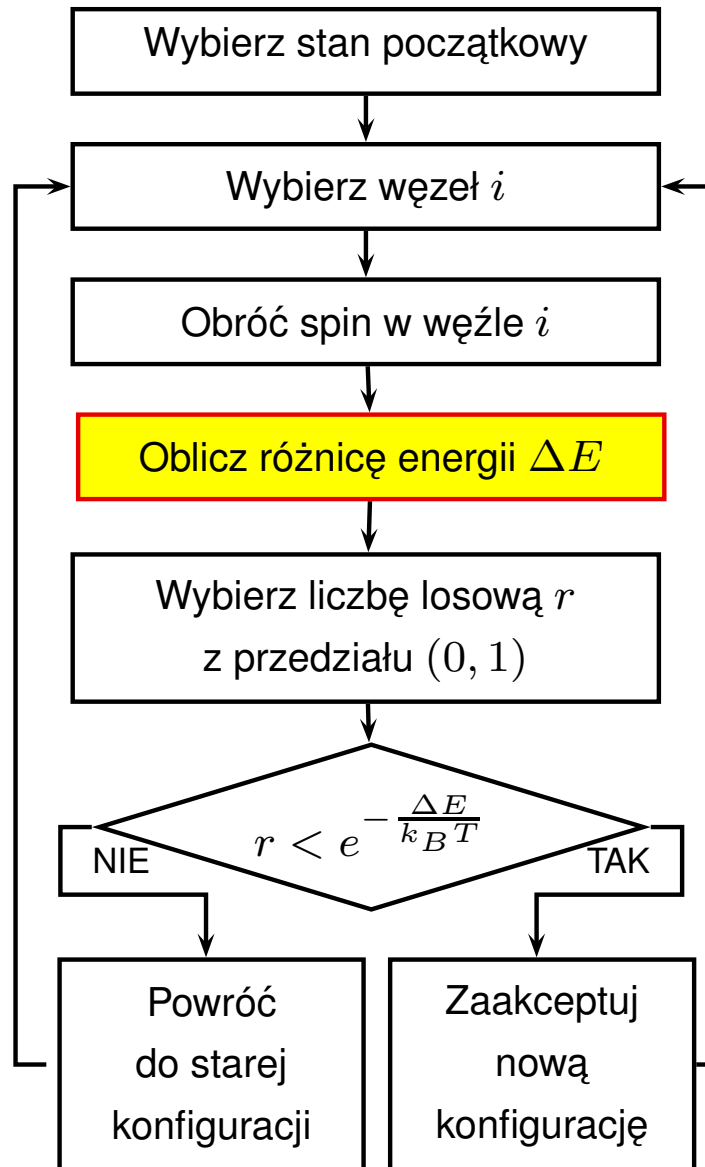 Wybierz stan początkowy
Wybierz węzeł i
Obróć spin w węźle i
Oblicz różnicę energii ΔE
Wybierz liczbę losową r
z przedziału (0, 1)
r < e^{-\frac{ΔE}{k_B T}}
NIE
TAK
Powróć
do starej
konfiguracji
Zaakceptuj
nową
konfigurację